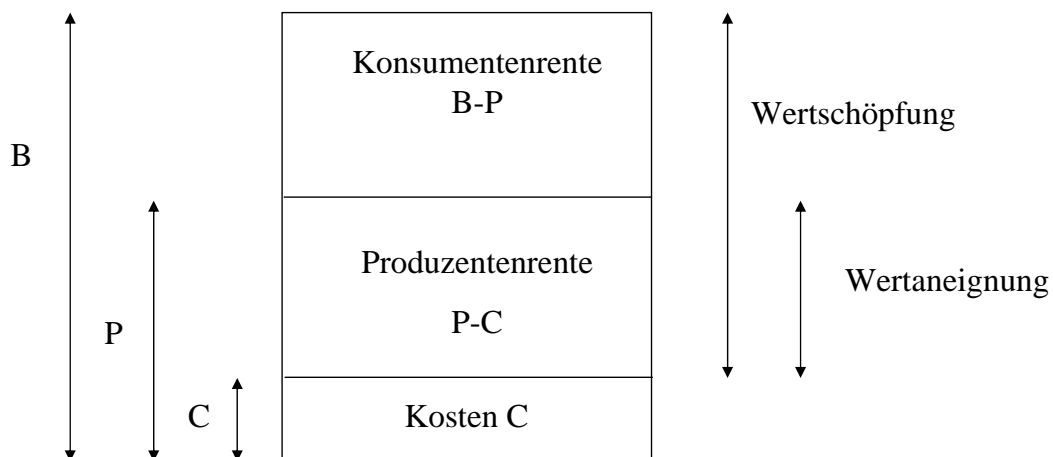 Konsumentenrente
B-P
Wertschöpfung
B
Produzentenrente
Wertaneignung
P-C
P
C
Kosten C